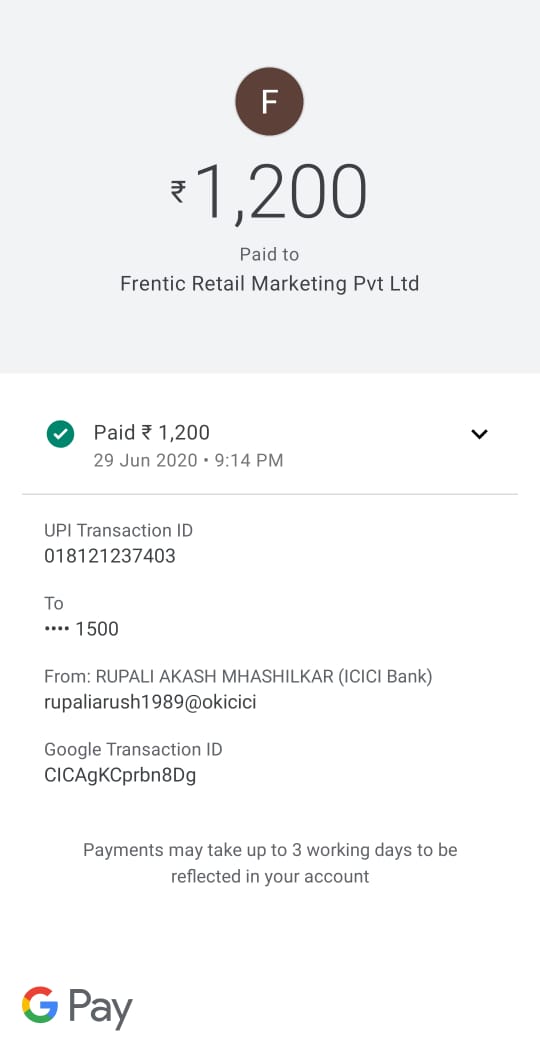 F
₹1,200
Paid to
Frentic Retail Marketing Pvt Ltd
Paid ₹ 1,200
29 Jun 2020 • 9:14 PM
UPI Transaction ID
018121237403
To
•••• 1500
From: RUPALI AKASH MHASHILKAR (ICICI Bank)
rupaliarush1989@okicici
Google Transaction ID
CICAgKCprbn8Dg
Payments may take up to 3 working days to be
reflected in your account
G Pay